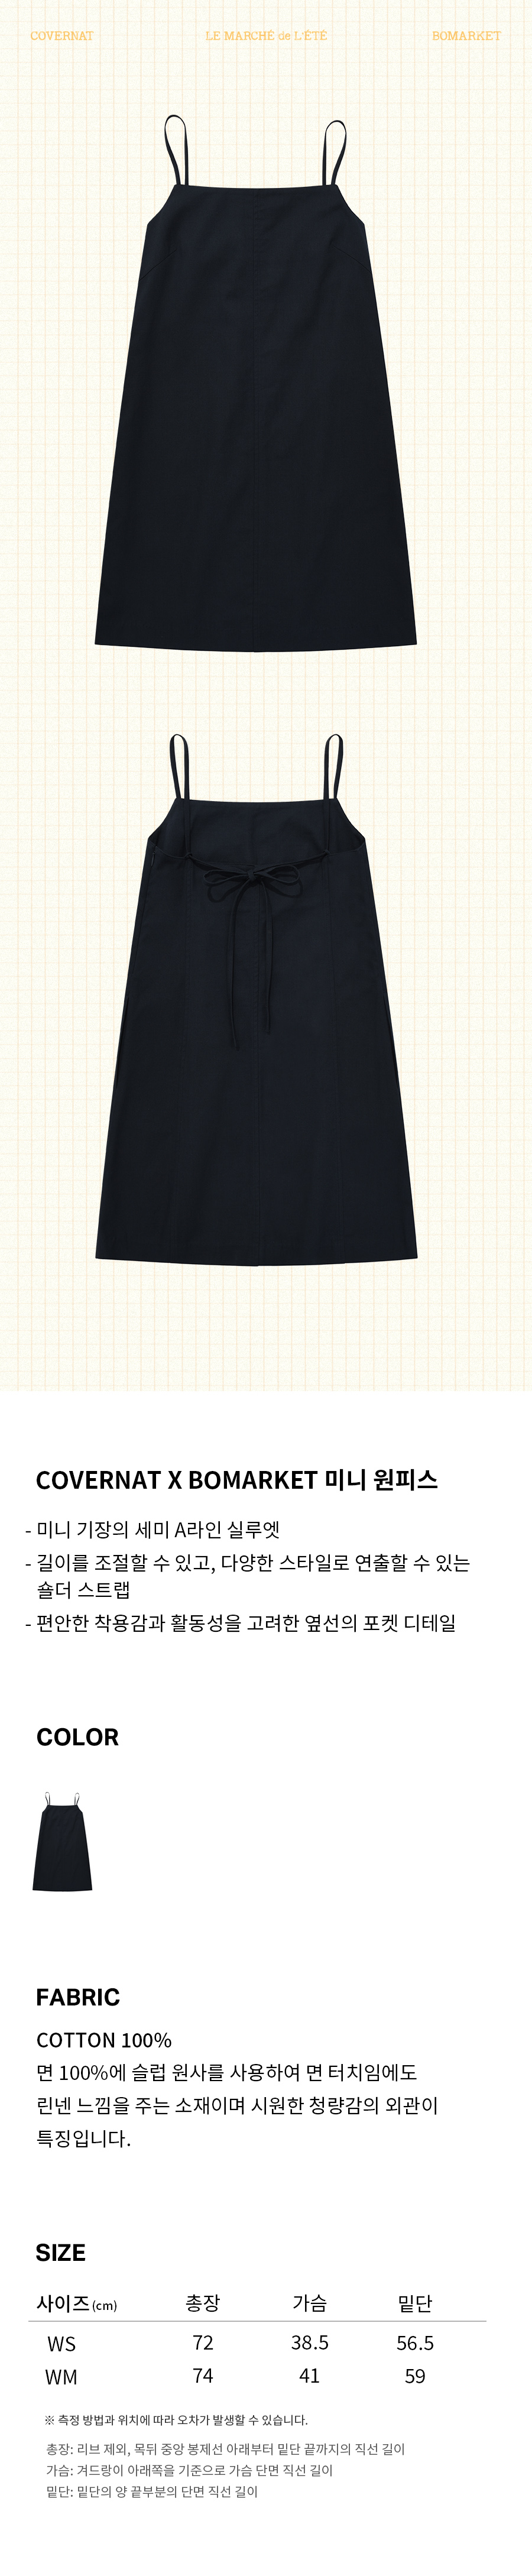 COVERNAT LE MARCHÉ de L'ÉTÉ BOMARKET
COVERNAT X BOMARKET 미니 원피스
- 미니 기장의 세미 A라인 실루엣
- 길이를 조절할 수 있고, 다양한 스타일로 연출할 수 있는
숄더 스트랩
- 편안한 착용감과 활동성을 고려한 옆선의 포켓 디테일
COLOR
FABRIC
COTTON 100%
면 100%에 슬럽 원사를 사용하여 면 터치임에도
린넨 느낌을 주는 소재이며 시원한 청량감의 외관이
특징입니다.
SIZE
사이즈(cm) 총장 가슴 밑단
WS 72 38.5 56.5
WM 74 41 59
※ 측정 방법과 위치에 따라 오차가 발생할 수 있습니다.
총장: 리브 제외, 목뒤 중앙 봉제선 아래부터 밑단 끝까지의 직선 길이
가슴: 겨드랑이 아래쪽을 기준으로 가슴 단면 직선 길이
밑단: 밑단의 양 끝부분의 단면 직선 길이